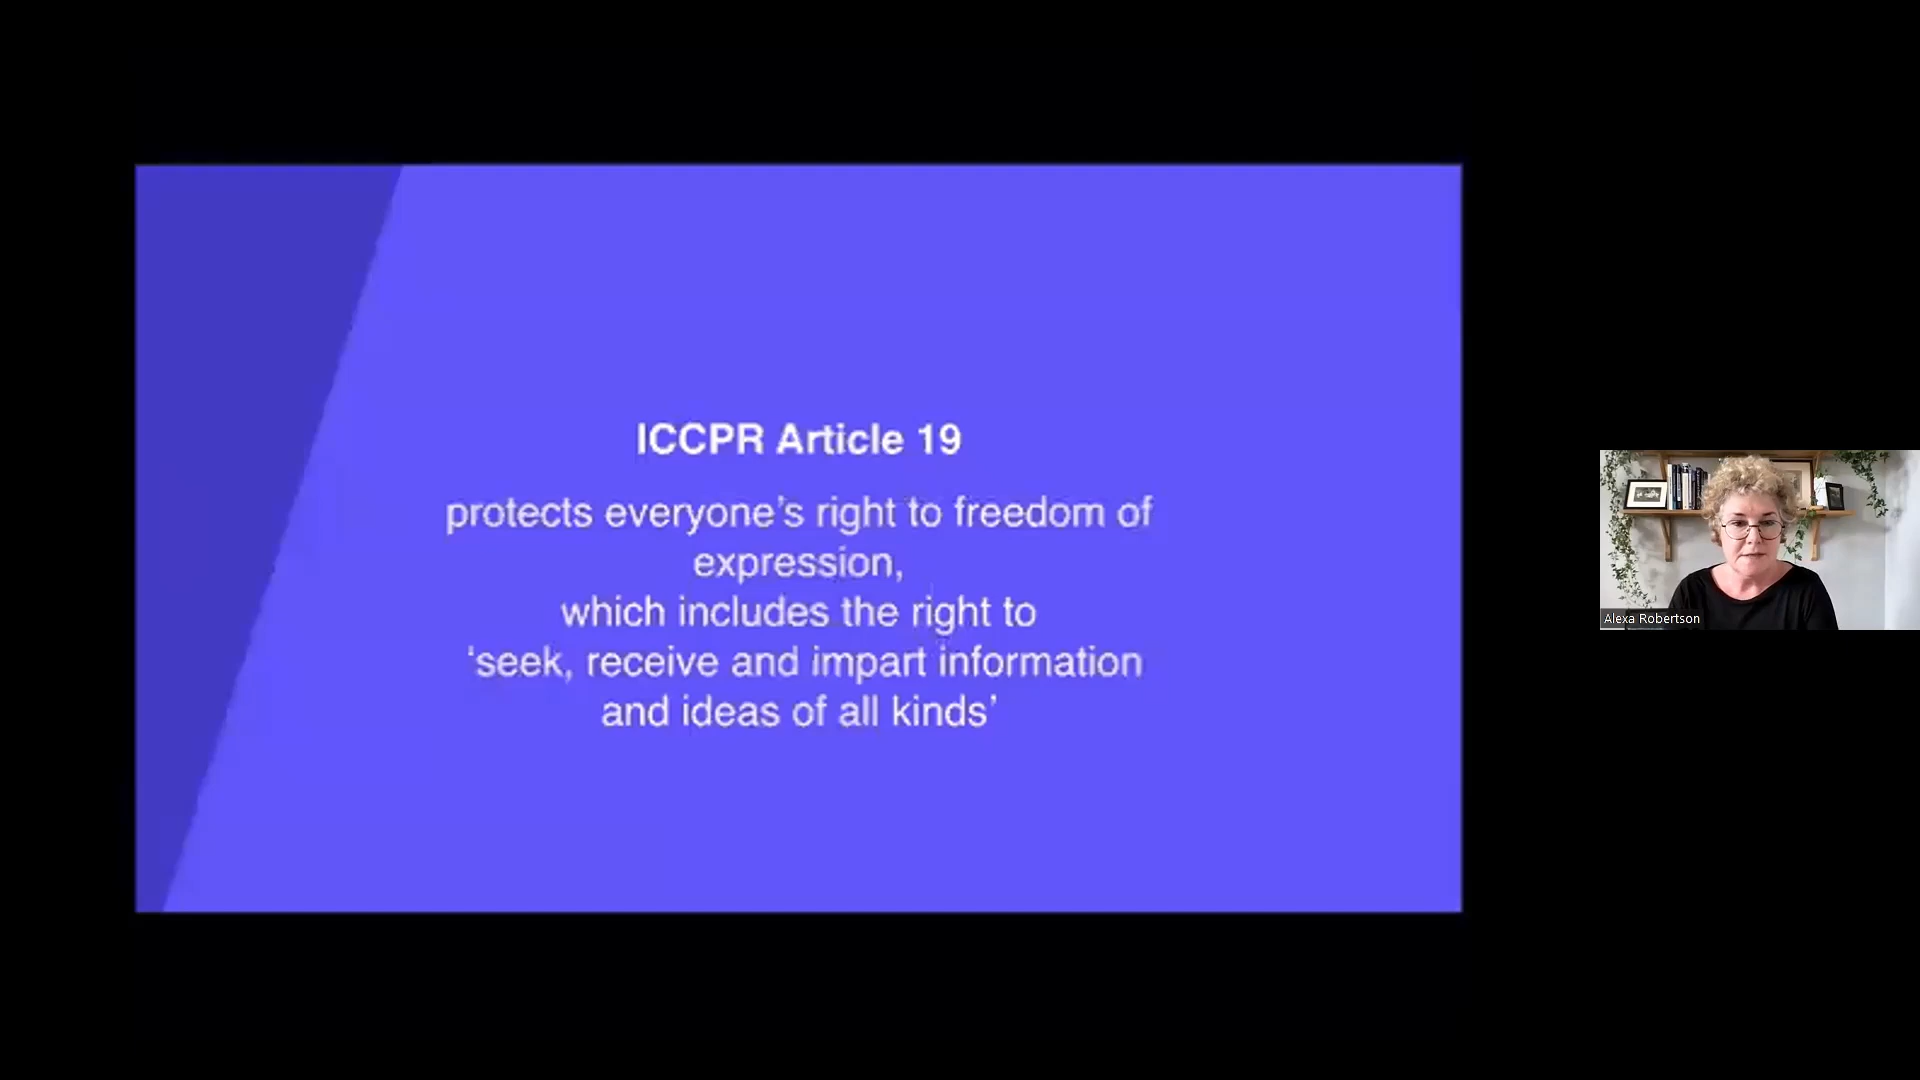 ICCPR Article 19
protects everyone’s right to freedom of
expression,
which includes the right to
‘seek, receive and impart information
and ideas of all kinds’
Alexa Robertson